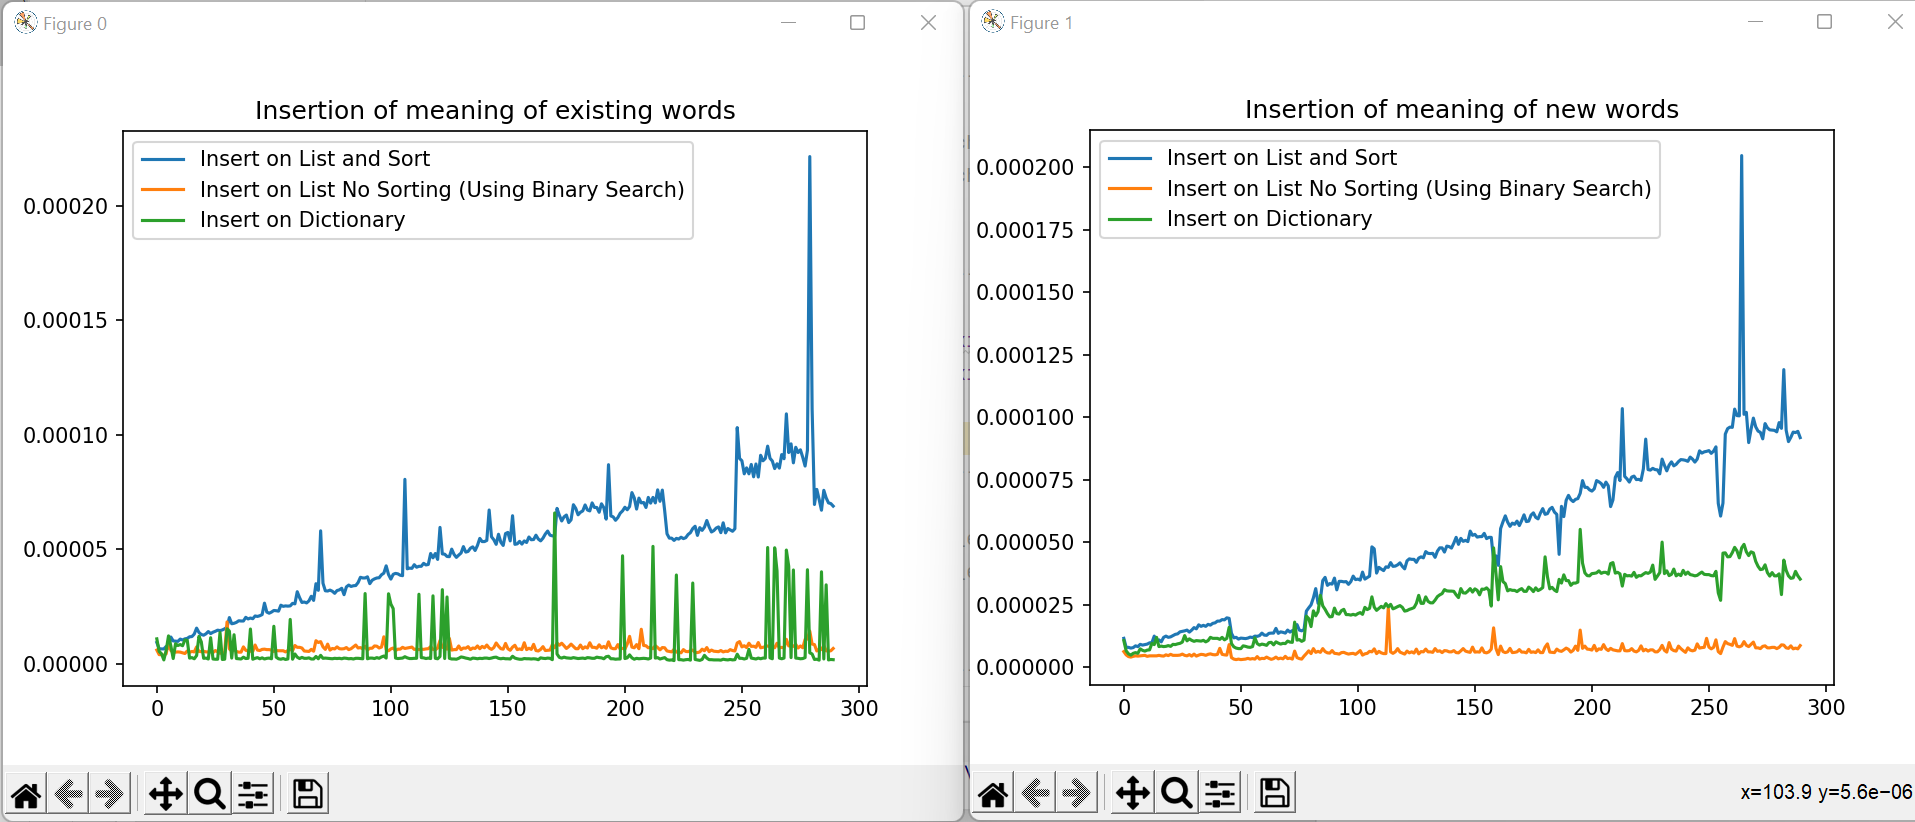 Figure 0
Insertion of meaning of existing words
Insert on List and Sort
Insert on List No Sorting (Using Binary Search)
Insert on Dictionary
0.00020
0.00015
0.00010
0.00005
0.00000
0 50 100 150 200 250 300
Figure 1
Insertion of meaning of new words
Insert on List and Sort
Insert on List No Sorting (Using Binary Search)
Insert on Dictionary
0.000200
0.000175
0.000150
0.000125
0.000100
0.000075
0.000050
0.000025
0.000000
0 50 100 150 200 250 300
x=103.9 y=5.6e−06